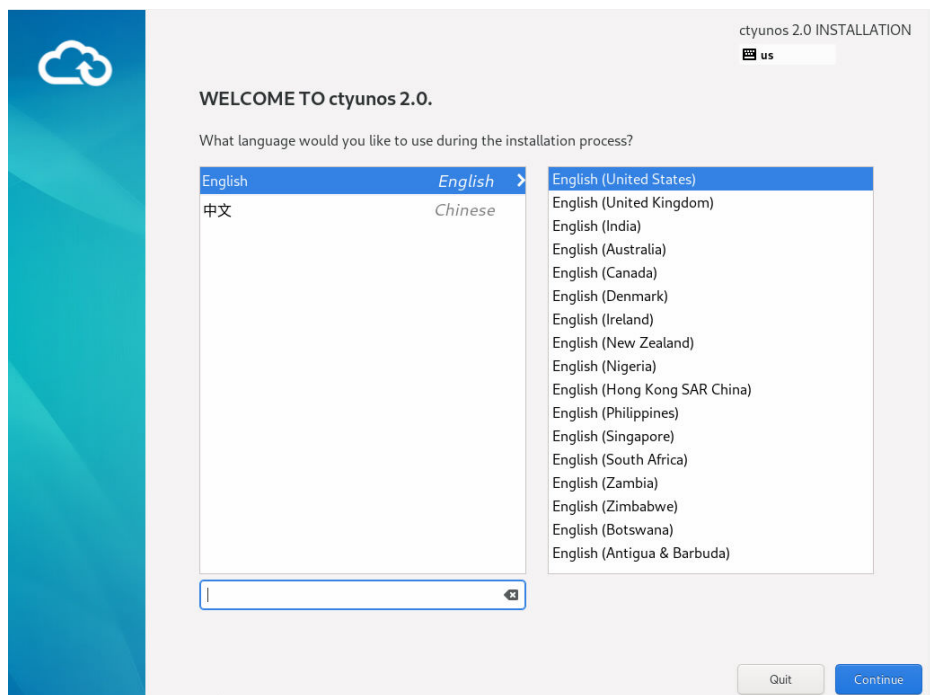 ctyunos 2.0 INSTALLATION
us
WELCOME TO ctyunos 2.0.
What language would you like to use during the installation process?
English English
中文 Chinese
English (United States)
English (United Kingdom)
English (India)
English (Australia)
English (Canada)
English (Denmark)
English (Ireland)
English (New Zealand)
English (Nigeria)
English (Hong Kong SAR China)
English (Philippines)
English (Singapore)
English (South Africa)
English (Zambia)
English (Zimbabwe)
English (Botswana)
English (Antigua & Barbuda)
Quit Continue